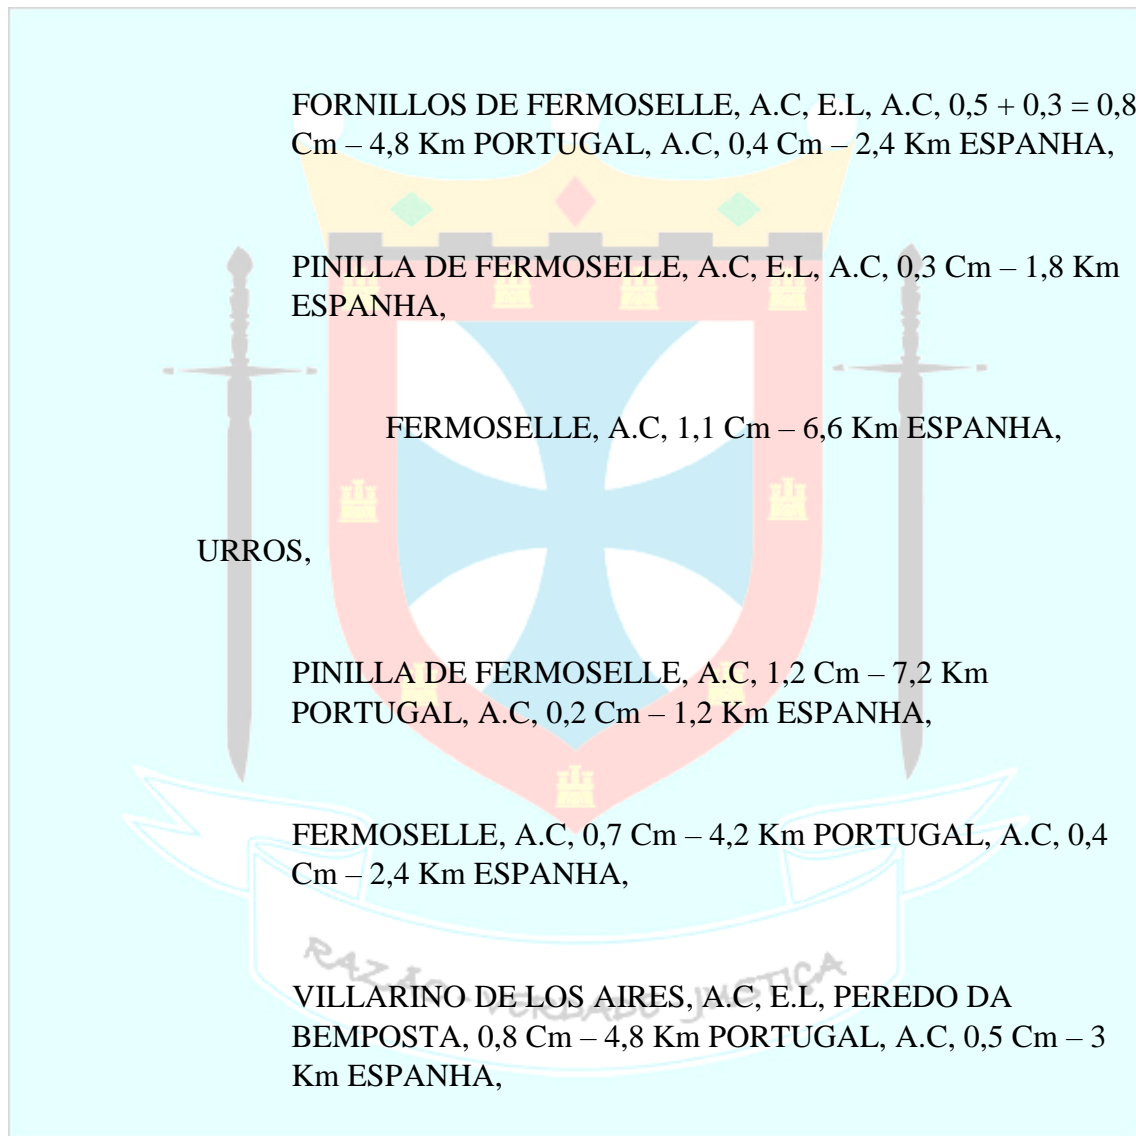 FORNILLOS DE FERMOSELLE, A.C, E.L, A.C, 0,5 + 0,3 = 0,8
Cm – 4,8 Km PORTUGAL, A.C, 0,4 Cm – 2,4 Km ESPANHA,
PINILLA DE FERMOSELLE, A.C, E.L, A.C, 0,3 Cm – 1,8 Km
ESPANHA,
FERMOSELLE, A.C, 1,1 Cm – 6,6 Km ESPANHA,
URROS,
PINILLA DE FERMOSELLE, A.C, 1,2 Cm – 7,2 Km
PORTUGAL, A.C, 0,2 Cm – 1,2 Km ESPANHA,
FERMOSELLE, A.C, 0,7 Cm – 4,2 Km PORTUGAL, A.C, 0,4
Cm – 2,4 Km ESPANHA,
RAZÃO - VERDADE - JUSTIÇA
VILLARINO DE LOS AIRES, A.C, E.L, PEREDO DA
BEMPOSTA, 0,8 Cm – 4,8 Km PORTUGAL, A.C, 0,5 Cm – 3
Km ESPANHA,